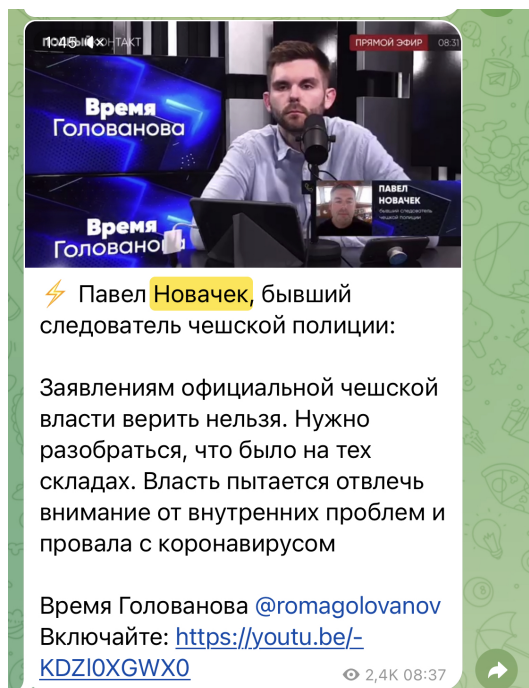 1:45
КОНТАКТ
ПРЯМОЙ ЭФИР 08:31
Время
Голованова
ПАВЕЛ
НОВАЧЕК
бывший следователь
чешской полиции
Время
Голованова
⚡ Павел Новачек, бывший
следователь чешской полиции:
Заявлениям официальной чешской
власти верить нельзя. Нужно
разобраться, что было на тех
складах. Власть пытается отвлечь
внимание от внутренних проблем и
провала с коронавирусом
Время Голованова @romagolovanov
Включайте: https://youtu.be/-
KDZI0XGWX0
2,4K 08:37